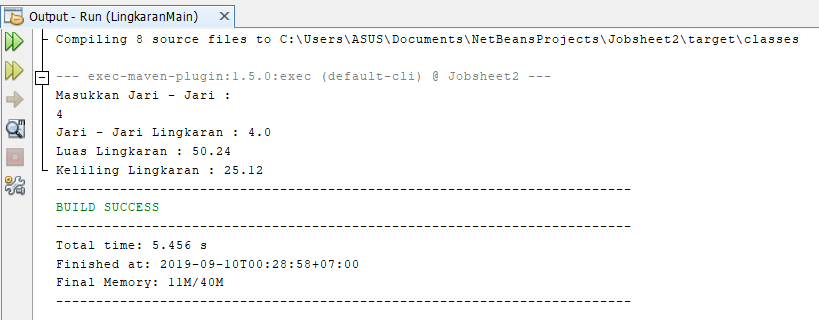 Output - Run (LingkaranMain)
Compiling 8 source files to C:\Users\ASUS\Documents\NetBeansProjects\Jobsheet2\target\classes
--- exec-maven-plugin:1.5.0:exec (default-cli) @ Jobsheet2 ---
Masukkan Jari - Jari :
4
Jari - Jari Lingkaran : 4.0
Luas Lingkaran : 50.24
Keliling Lingkaran : 25.12
------------------------------------------------------------------------
BUILD SUCCESS
------------------------------------------------------------------------
Total time: 5.456 s
Finished at: 2019-09-10T00:28:58+07:00
Final Memory: 11M/40M
------------------------------------------------------------------------